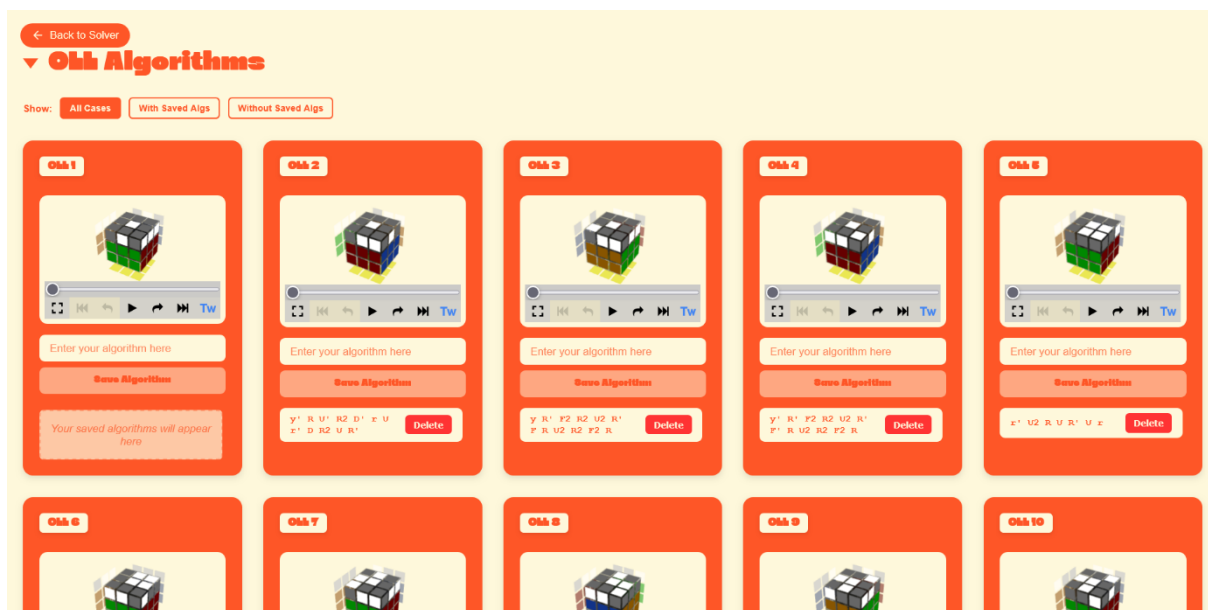 ← Back to Solver
▼ OLL Algorithms
Show: All Cases With Saved Algs Without Saved Algs
OLL 1
Tw
Enter your algorithm here
Save Algorithm
Your saved algorithms will appear
here
OLL 2
Tw
Enter your algorithm here
Save Algorithm
y' R U' R2 D' r U
r' D R2 U R'
Delete
OLL 3
Tw
Enter your algorithm here
Save Algorithm
y R' F2 R2 U2 R'
F R U2 R2 F2 R
Delete
OLL 4
Tw
Enter your algorithm here
Save Algorithm
y' R' F2 R2 U2 R'
F' R U2 R2 F2 R
Delete
OLL 5
Tw
Enter your algorithm here
Save Algorithm
r' U2 R U R' U r
Delete
OLL 6
OLL 7
OLL 8
OLL 9
OLL 10